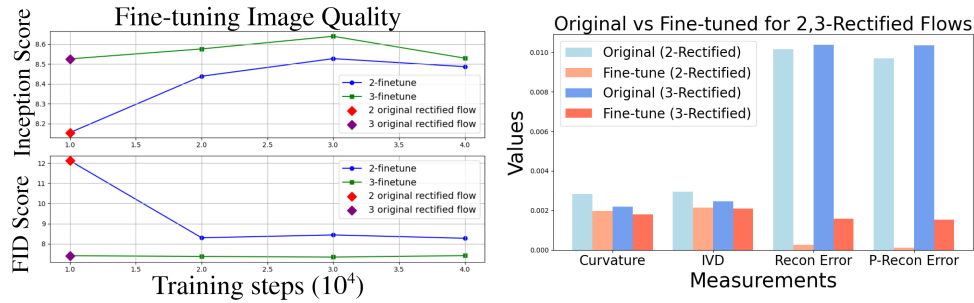 Fine-tuning Image Quality
Inception Score
8.6
8.5
8.4
8.3
8.2
2-finetune
3-finetune
2 original rectified flow
3 original rectified flow
1.0 1.5 2.0 2.5 3.0 3.5 4.0
FID Score
12
11
10
9
8
2-finetune
3-finetune
2 original rectified flow
3 original rectified flow
1.0 1.5 2.0 2.5 3.0 3.5 4.0
Training steps (10⁴)
Original vs Fine-tuned for 2,3-Rectified Flows
Values
0.010
0.008
0.006
0.004
0.002
0.000
Original (2-Rectified)
Fine-tune (2-Rectified)
Original (3-Rectified)
Fine-tune (3-Rectified)
Curvature IVD Recon Error P-Recon Error
Measurements